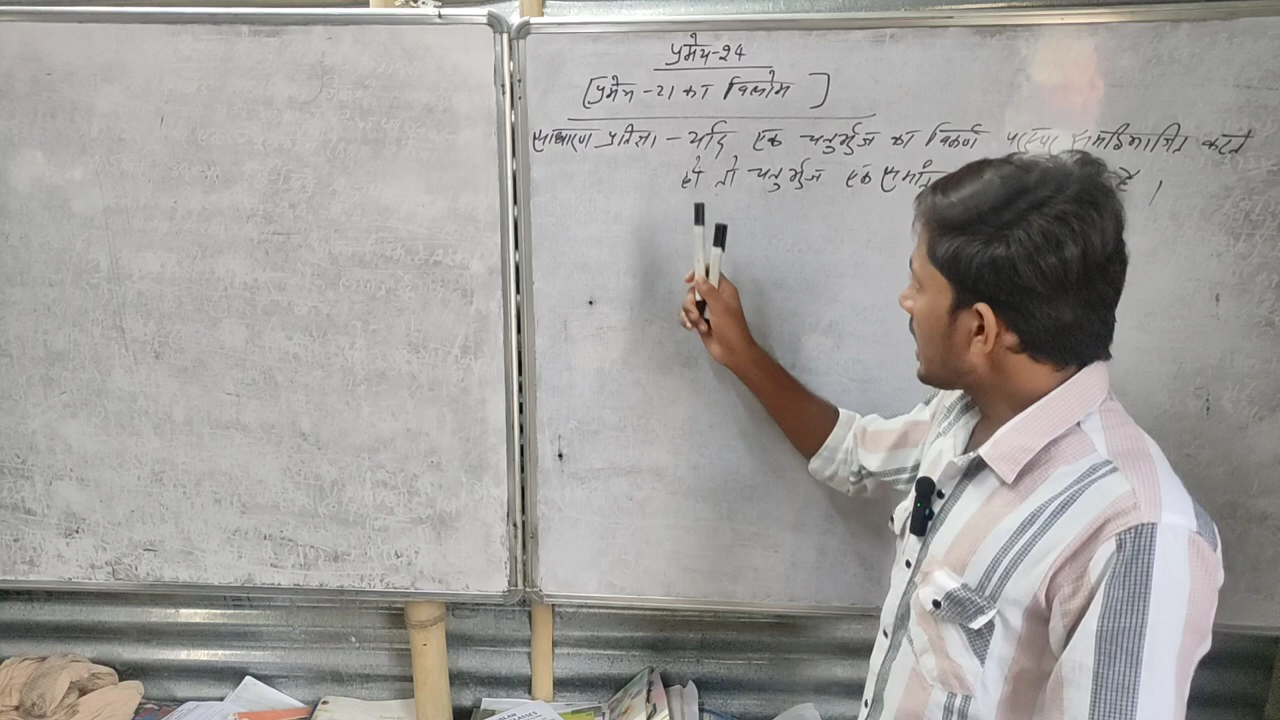 प्रमेय-24
[प्रमेय-21 का विलोम]
साधारण प्रतिज्ञा - यदि एक चतुर्भुज का विकर्ण परस्पर समद्विभाजित करते
हो तो चतुर्भुज एक है ।